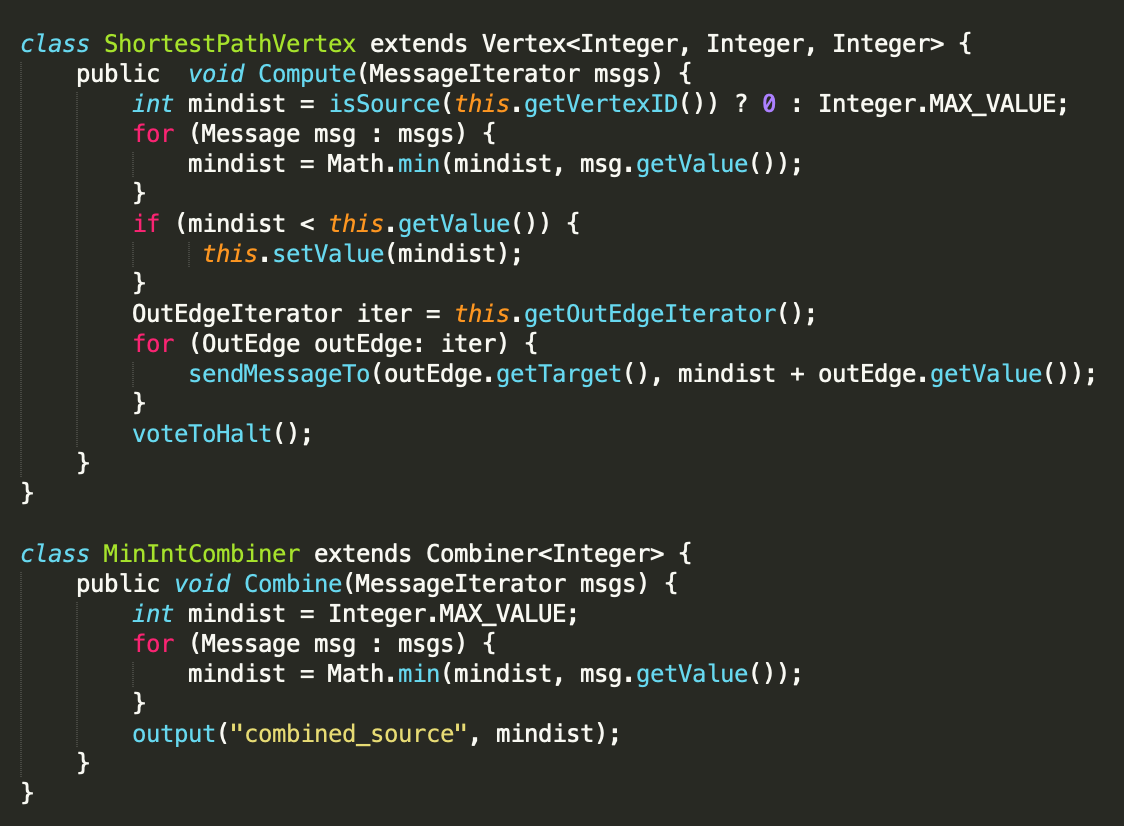 class ShortestPathVertex extends Vertex<Integer, Integer, Integer> {
    public  void Compute(MessageIterator msgs) {
        int mindist = isSource(this.getVertexID()) ? 0 : Integer.MAX_VALUE;
        for (Message msg : msgs) {
            mindist = Math.min(mindist, msg.getValue());
        }
        if (mindist < this.getValue()) {
             this.setValue(mindist);
        }
        OutEdgeIterator iter = this.getOutEdgeIterator();
        for (OutEdge outEdge: iter) {
            sendMessageTo(outEdge.getTarget(), mindist + outEdge.getValue());
        }
        voteToHalt();
    }
}

class MinIntCombiner extends Combiner<Integer> {
    public void Combine(MessageIterator msgs) {
        int mindist = Integer.MAX_VALUE;
        for (Message msg : msgs) {
            mindist = Math.min(mindist, msg.getValue());
        }
        output("combined_source", mindist);
    }
}